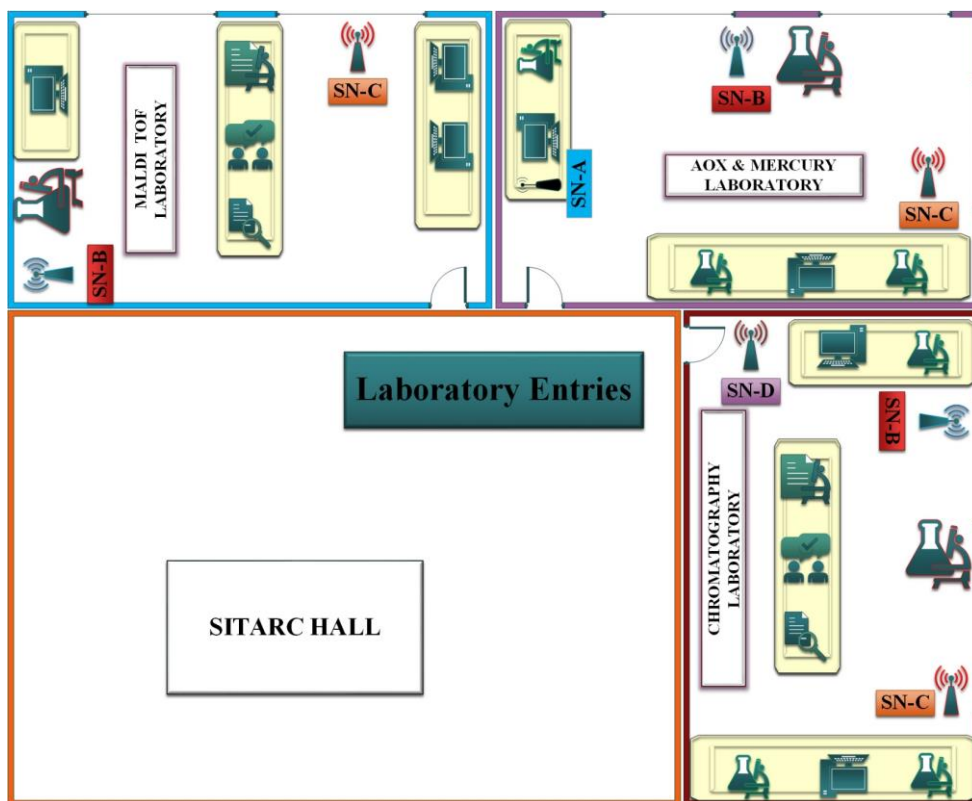 SN-C
MALDI TOF
LABORATORY
SN-B
SN-B
SN-A
AOX & MERCURY
LABORATORY
SN-C
Laboratory Entries
SITARC HALL
SN-D
SN-B
CHROMATOGRAPHY
LABORATORY
SN-C